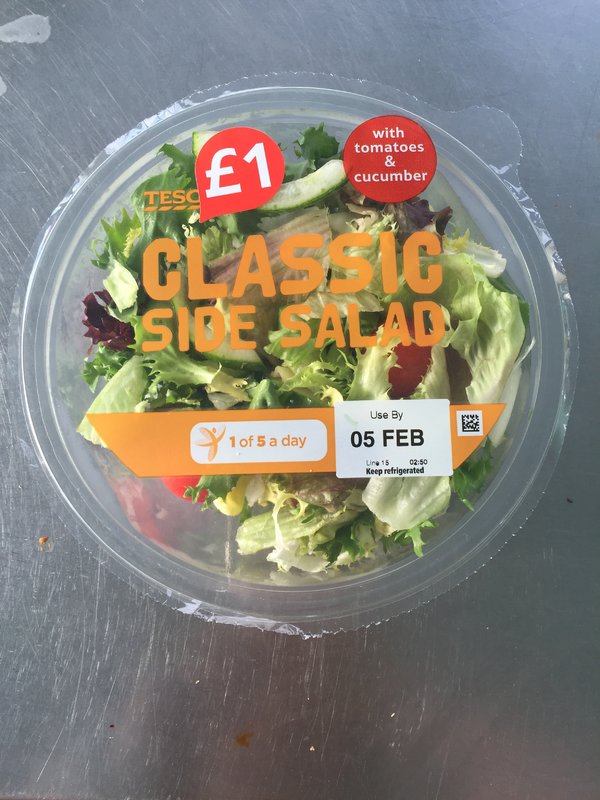 £1
with
tomatoes
&
cucumber
TESC
CLASSIC
SIDE SALAD
1 of 5 a day
Use By
05 FEB
Line 15 02:50
Keep refrigerated